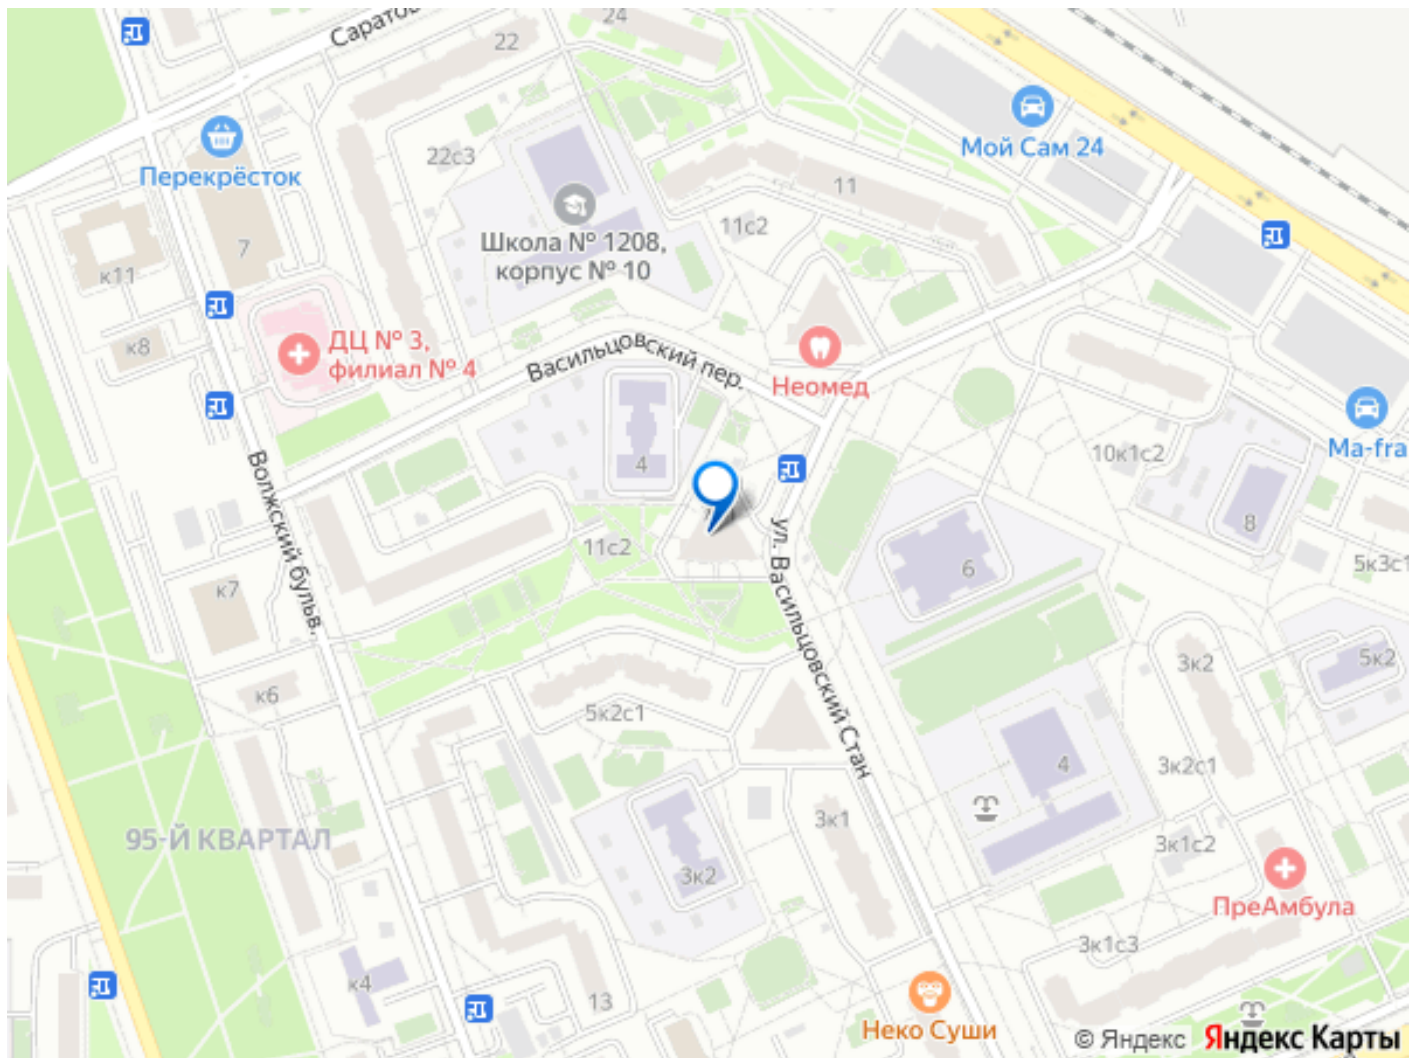 24
22
Мой Сам 24
22с3
Перекрёсток
11
11с2
Школа № 1208,
корпус № 10
7
к11
к8
ДЦ № 3,
филиал № 4
Васильцовский пер.
Неомед
Ma-fra
10к1с2
4
8
Волжский бульв.
ул. Васильцовский Стан
11с2
6
5к3с1
к7
3к2
5к2
к6
5к2с1
4
3к2с1
95-Й КВАРТАЛ
3к1
3к1с2
3к2
ПреАмбула
3к1с3
к4
13
Неко Суши
© Яндекс Яндекс Карты